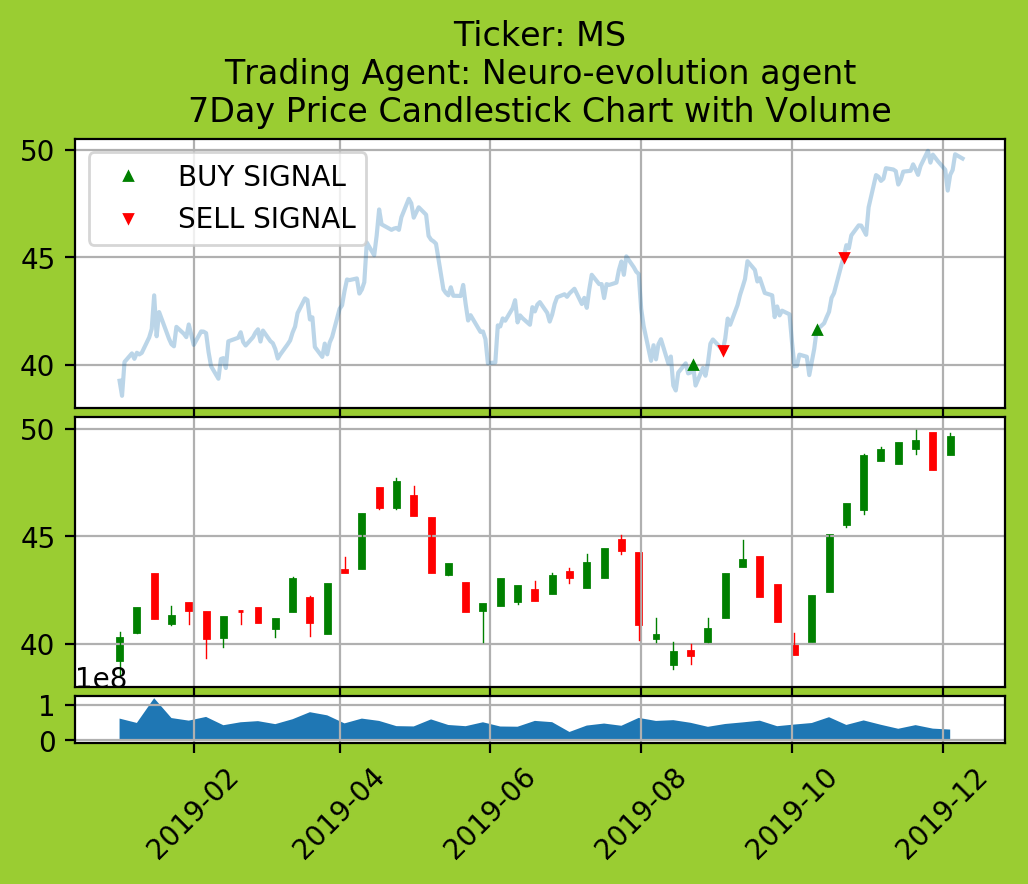 Ticker: MS
Trading Agent: Neuro-evolution agent
7Day Price Candlestick Chart with Volume
50
45
40
BUY SIGNAL
SELL SIGNAL
50
45
40
1e8
1
0
2019-02
2019-04
2019-06
2019-08
2019-10
2019-12